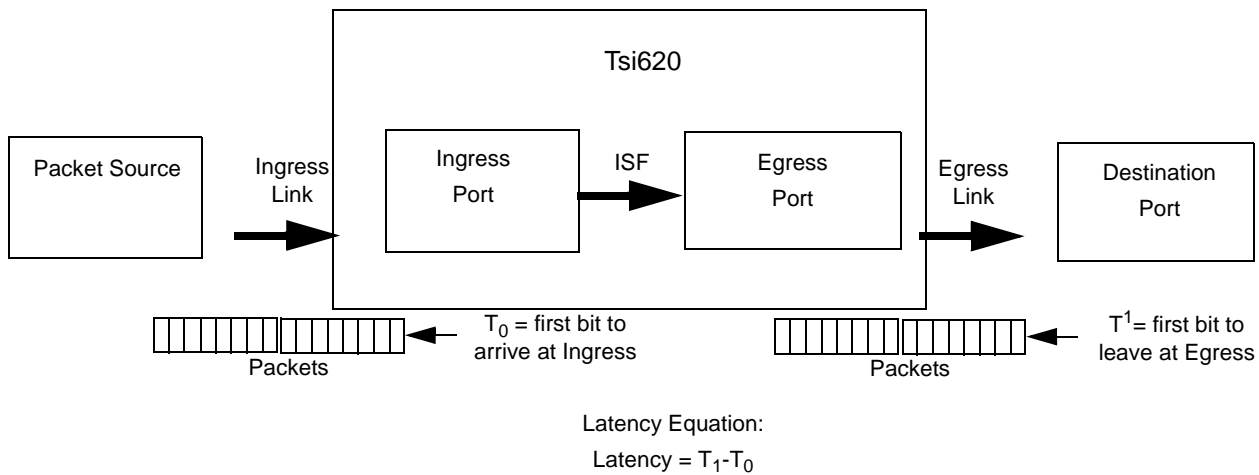 Tsi620
Packet Source
Ingress
Link
Ingress
Port
ISF
Egress
Port
Egress
Link
Destination
Port
T₀ = first bit to
arrive at Ingress
Packets
T¹= first bit to
leave at Egress
Packets
Latency Equation:
Latency = T₁-T₀